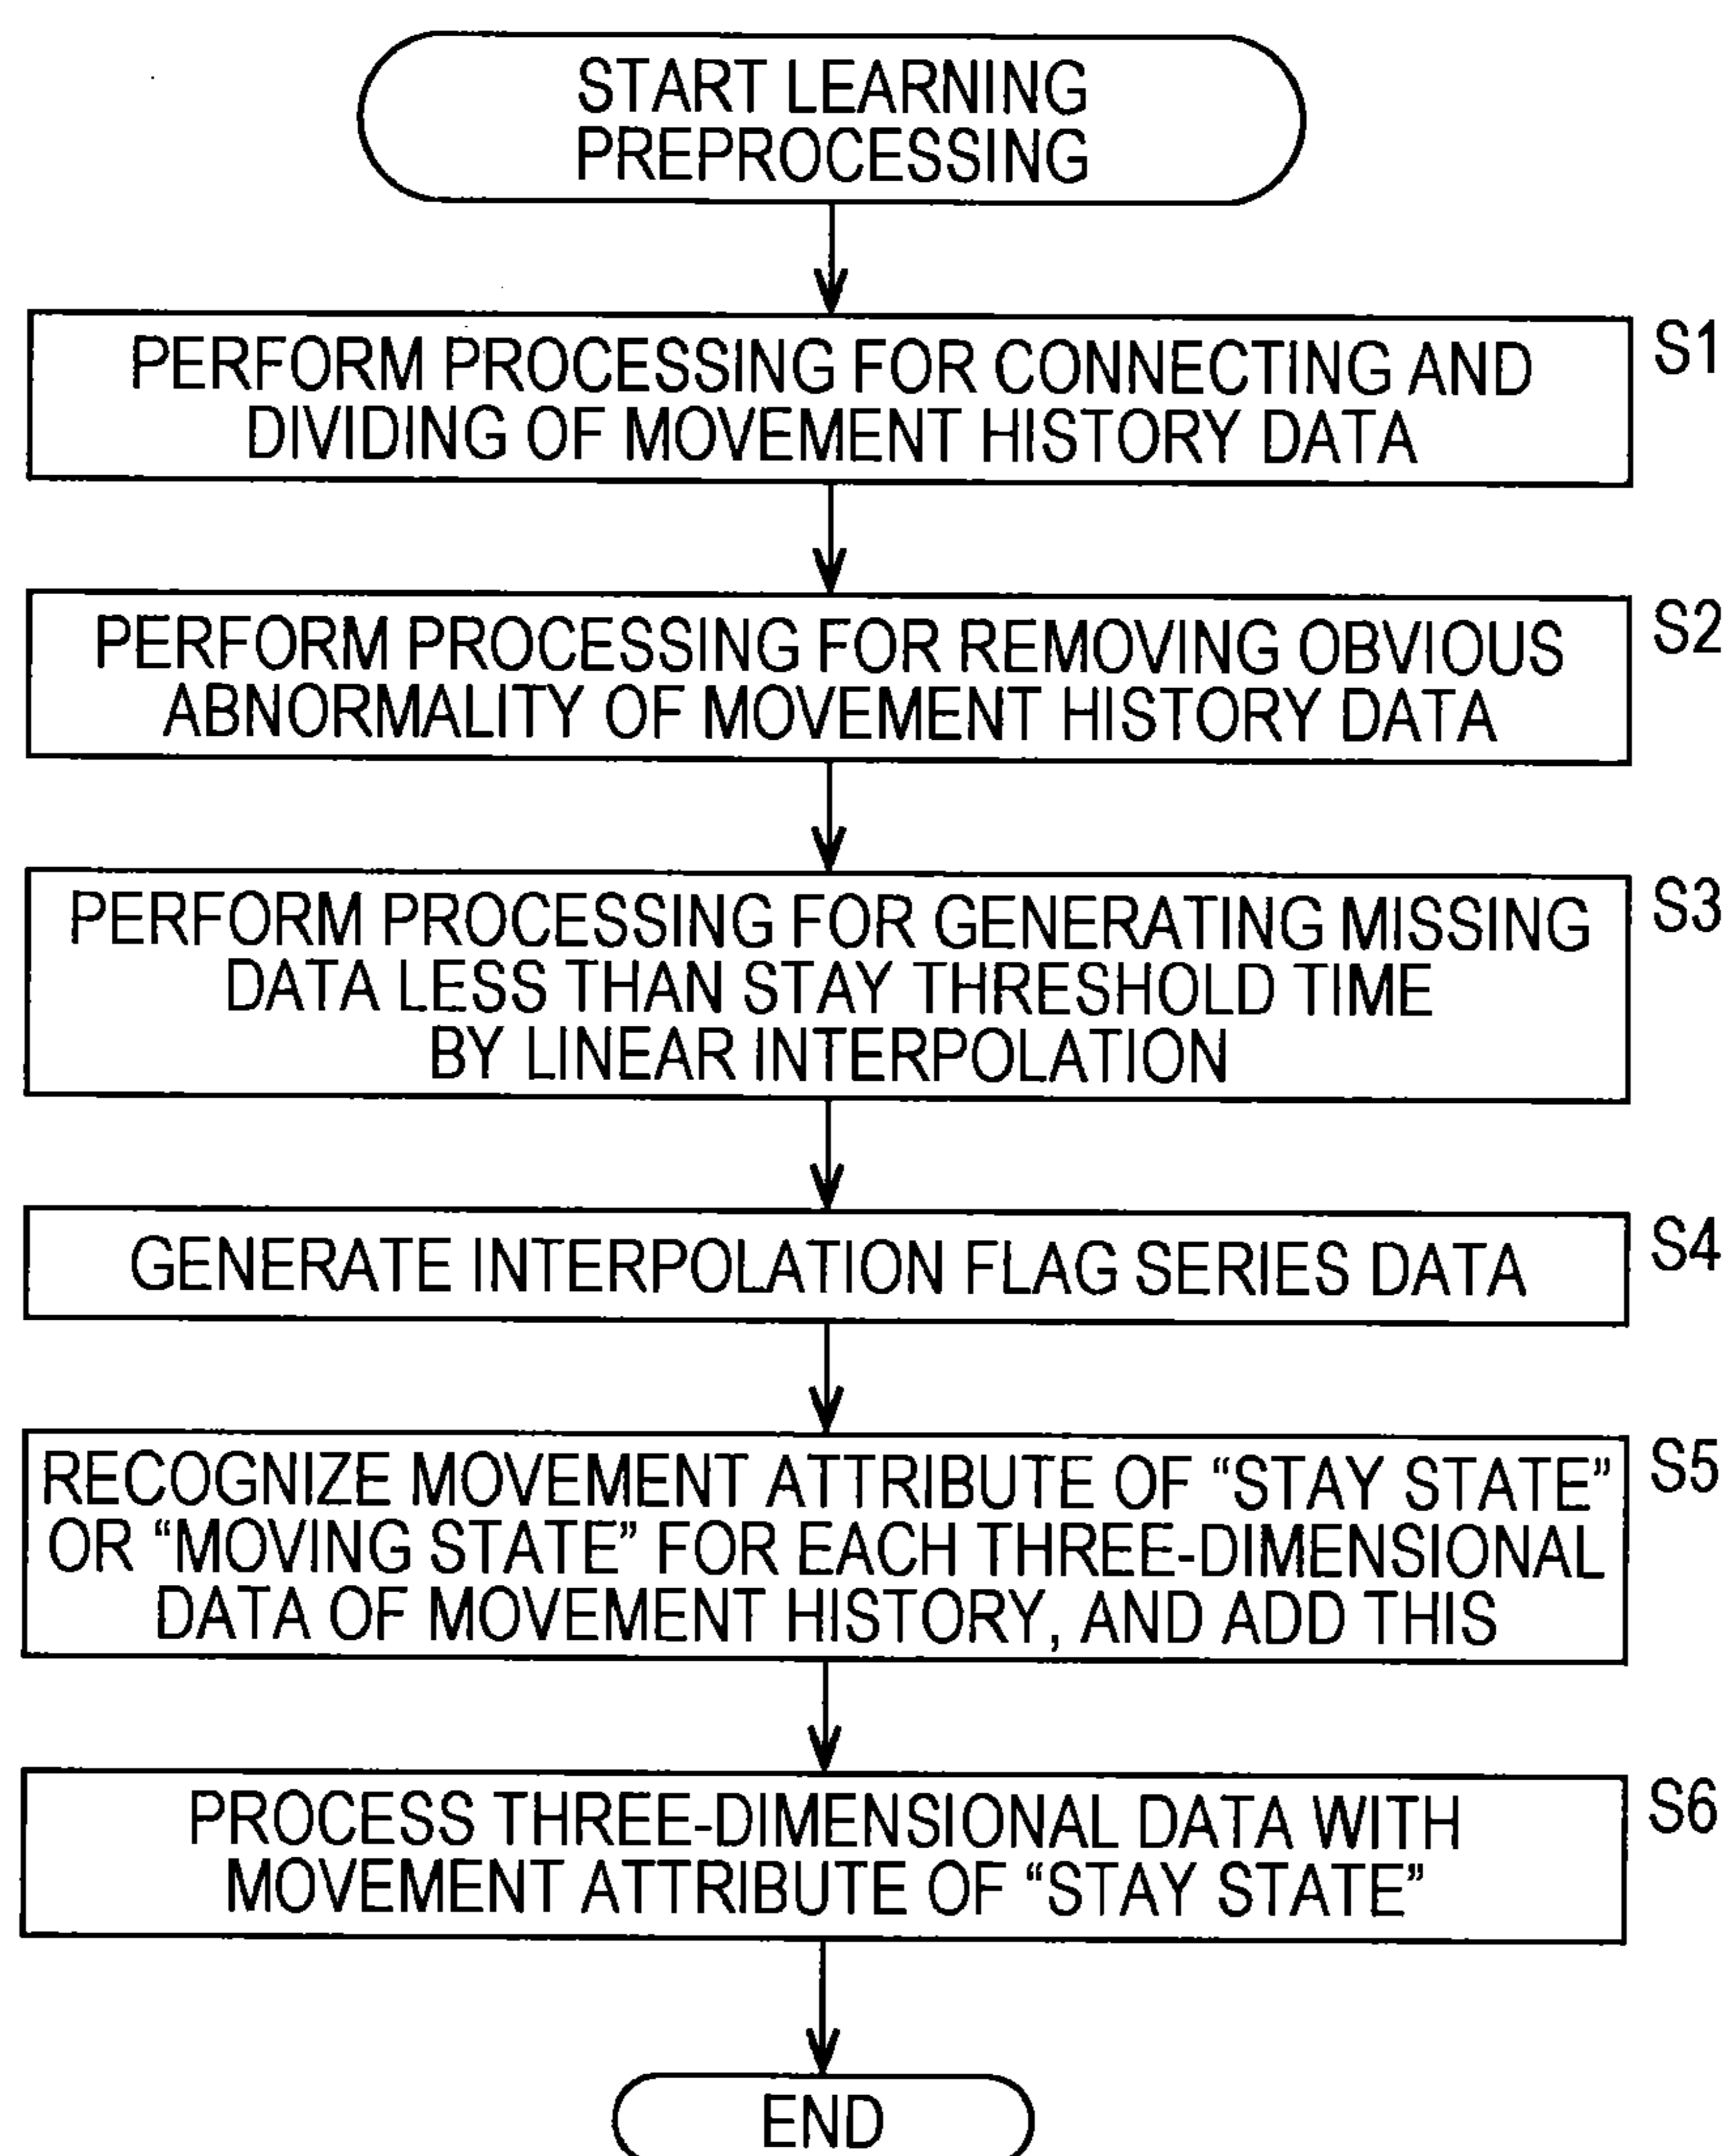 START LEARNING
PREPROCESSING
PERFORM PROCESSING FOR CONNECTING AND
DIVIDING OF MOVEMENT HISTORY DATA
S1
PERFORM PROCESSING FOR REMOVING OBVIOUS
ABNORMALITY OF MOVEMENT HISTORY DATA
S2
PERFORM PROCESSING FOR GENERATING MISSING
DATA LESS THAN STAY THRESHOLD TIME
BY LINEAR INTERPOLATION
S3
GENERATE INTERPOLATION FLAG SERIES DATA
S4
RECOGNIZE MOVEMENT ATTRIBUTE OF “STAY STATE”
OR “MOVING STATE” FOR EACH THREE-DIMENSIONAL
DATA OF MOVEMENT HISTORY, AND ADD THIS
S5
PROCESS THREE-DIMENSIONAL DATA WITH
MOVEMENT ATTRIBUTE OF “STAY STATE”
S6
END